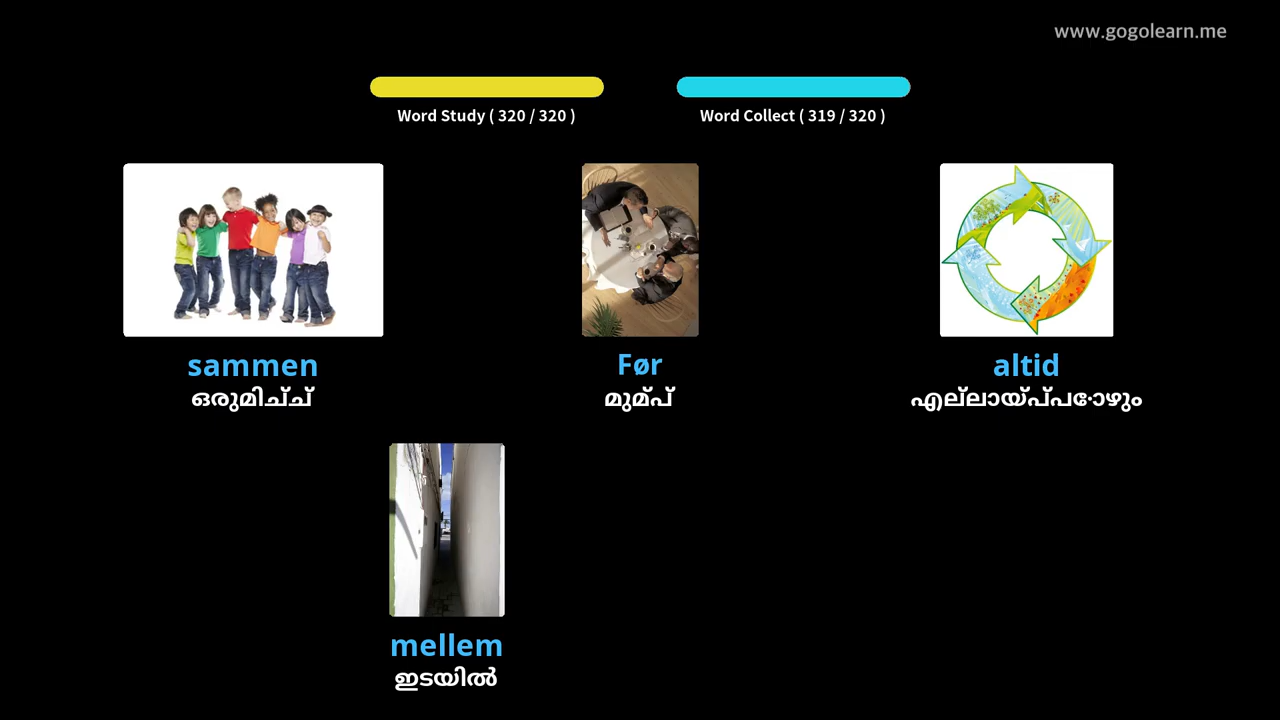 www.gogolearn.me
Word Study ( 320 / 320 )
Word Collect ( 319 / 320 )
sammen
Før
altid
ഒരുമിച്ച്
മുമ്പ്
എല്ലായ്പ്പോഴും
mellem
ഇടയിൽ